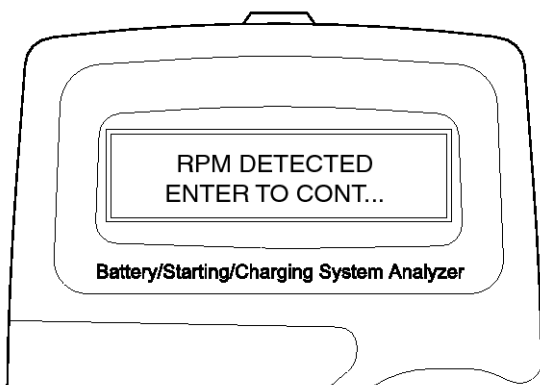 RPM DETECTED
ENTER TO CONT...
Battery/Starting/Charging System Analyzer